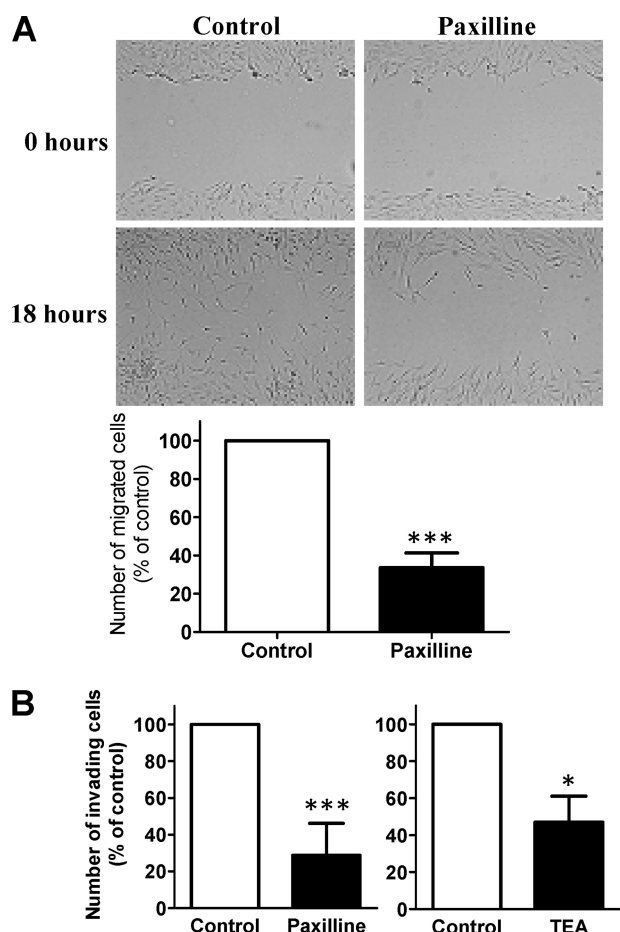 A
Control Paxilline
0 hours
18 hours
Number of migrated cells
(% of control)
100
80
60
40
20
0
***
Control Paxilline
B
Number of invading cells
(% of control)
100
80
60
40
20
0
***
Control Paxilline
100
80
60
40
20
0
*
Control TEA